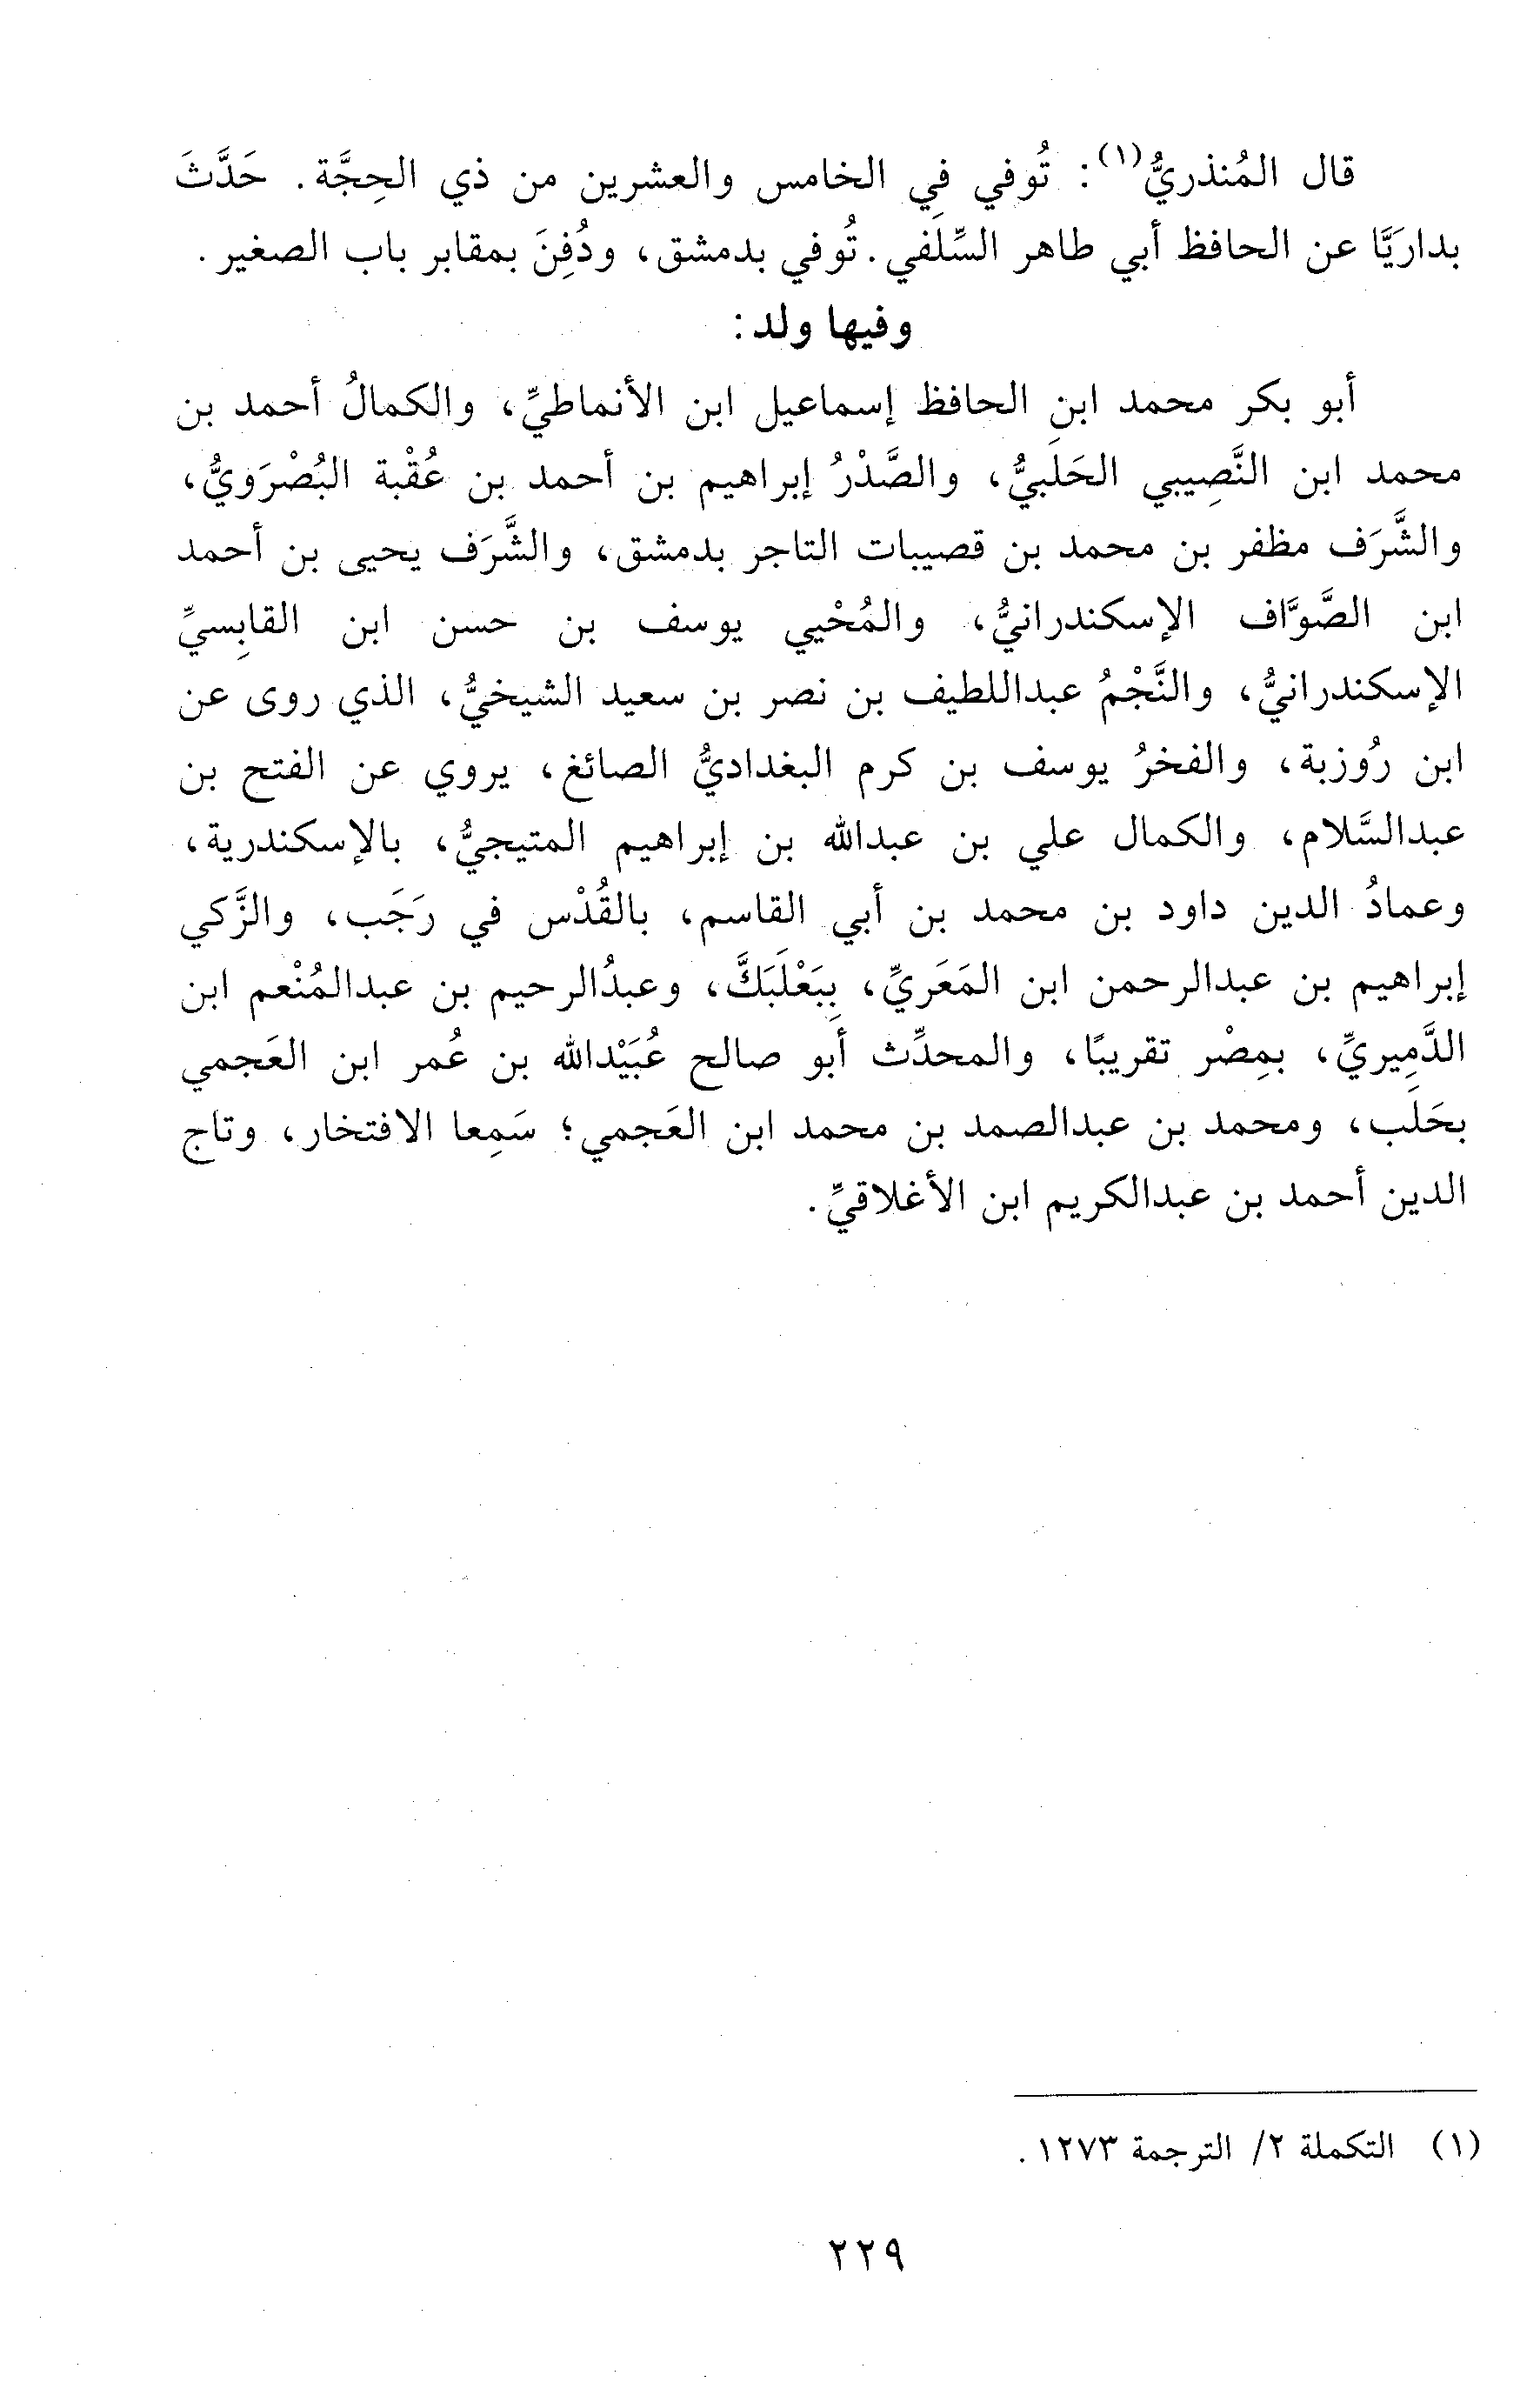 قال المُنذريُّ(١): تُوفي في الخامس والعشرين من ذي الحِجَّة. حَدَّثَ
بدارَيَّا عن الحافظ أبي طاهر السِّلَفي. تُوفي بدمشق، ودُفِنَ بمقابر باب الصغير.
وفيها ولد:
أبو بكر محمد ابن الحافظ إسماعيل ابن الأنماطيِّ، والكمالُ أحمد بن
محمد ابن النَّصِيبي الحَلَبيُّ، والصَّدْرُ إبراهيم بن أحمد بن عُقْبة البُصْرَويُّ،
والشَّرَف مظفر بن محمد بن قصيبات التاجر بدمشق، والشَّرَف يحيى بن أحمد
ابن الصَّوَّاف الإسكندرانيُّ، والمُحْيي يوسف بن حسن ابن القابِسيِّ
الإسكندرانيُّ، والنَّجْمُ عبداللطيف بن نصر بن سعيد الشيخيُّ، الذي روى عن
ابن رُوزبة، والفخرُ يوسف بن كرم البغداديُّ الصائغ، يروي عن الفتح بن
عبدالسَّلام، والكمال علي بن عبدالله بن إبراهيم المتيجيُّ، بالإسكندرية،
وعمادُ الدين داود بن محمد بن أبي القاسم، بالقُدْس في رَجَب، والزَّكي
إبراهيم بن عبدالرحمن ابن المَعَريِّ، بِبَعْلَبَكَّ، وعبدُالرحيم بن عبدالمُنْعم ابن
الدَّمِيريِّ، بمِصْر تقريبًا، والمحدِّث أبو صالح عُبَيْدالله بن عُمر ابن العَجمي
بحَلَب، ومحمد بن عبدالصمد بن محمد ابن العَجمي؛ سَمِعا الافتخار، وتاج
الدين أحمد بن عبدالكريم ابن الأغلاقيِّ.
(١) التكملة ٢/ الترجمة ١٢٧٣.
٢٢٩